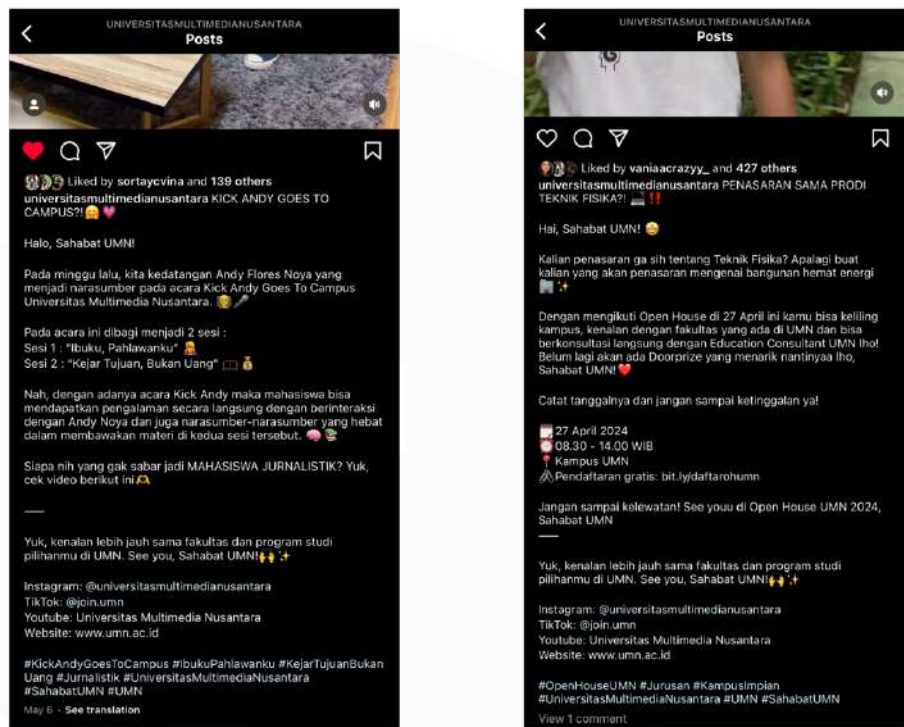 UNIVERSITASMULTIMEDIANUSANTARA
Posts
Liked by sortaycvina and 139 others
universitasmultimedianusantara KICK ANDY GOES TO
CAMPUS?!🤗💗
Halo, Sahabat UMN!
Pada minggu lalu, kita kedatangan Andy Flores Noya yang
menjadi narasumber pada acara Kick Andy Goes To Campus
Universitas Multimedia Nusantara.
Pada acara ini dibagi menjadi 2 sesi :
Sesi 1 : "Ibuku, Pahlawanku"
Sesi 2 : "Kejar Tujuan, Bukan Uang"
Nah, dengan adanya acara Kick Andy maka mahasiswa bisa
mendapatkan pengalaman secara langsung dengan berinteraksi
dengan Andy Noya dan juga narasumber-narasumber yang hebat
dalam membawakan materi di kedua sesi tersebut.
Siapa nih yang gak sabar jadi MAHASISWA JURNALISTIK? Yuk,
cek video berikut ini
Yuk, kenalan lebih jauh sama fakultas dan program studi
pilihanmu di UMN. See you, Sahabat UMN!🙌✨
Instagram: @universitasmultimedianusantara
TikTok: @join.umn
Youtube: Universitas Multimedia Nusantara
Website: www.umn.ac.id
#KickAndyGoesToCampus #IbukuPahlawanku #KejarTujuanBukan
Uang #Jurnalistik #UniversitasMultimediaNusantara
#SahabatUMN #UMN
May 6 - See translation
UNIVERSITASMULTIMEDIANUSANTARA
Posts
Liked by vaniaacrazyy_ and 427 others
universitasmultimedianusantara PENASARAN SAMA PRODI
TEKNIK FISIKA?! 💻‼️
Hai, Sahabat UMN! 🤩
Kalian penasaran ga sih tentang Teknik Fisika? Apalagi buat
kalian yang akan penasaran mengenai bangunan hemat energi
🏢✨
Dengan mengikuti Open House di 27 April ini kamu bisa keliling
kampus, kenalan dengan fakultas yang ada di UMN dan bisa
berkonsultasi langsung dengan Education Consultant UMN lho!
Belum lagi akan ada Doorprize yang menarik nantinyaa lho,
Sahabat UMN!❤️
Catat tanggalnya dan jangan sampai ketinggalan ya!
27 April 2024
⏰08.30 - 14.00 WIB
📍Kampus UMN
Pendaftaran gratis: bit.ly/daftarohumn
Jangan sampai kelewatan! See youu di Open House UMN 2024,
Sahabat UMN
Yuk, kenalan lebih jauh sama fakultas dan program studi
pilihanmu di UMN. See you, Sahabat UMN!🙌✨
Instagram: @universitasmultimedianusantara
TikTok: @join.umn
Youtube: Universitas Multimedia Nusantara
Website: www.umn.ac.id
#OpenHouseUMN #Jurusan #KampusImpian
#UniversitasMultimediaNusantara #UMN #SahabatUMN
View 1 comment